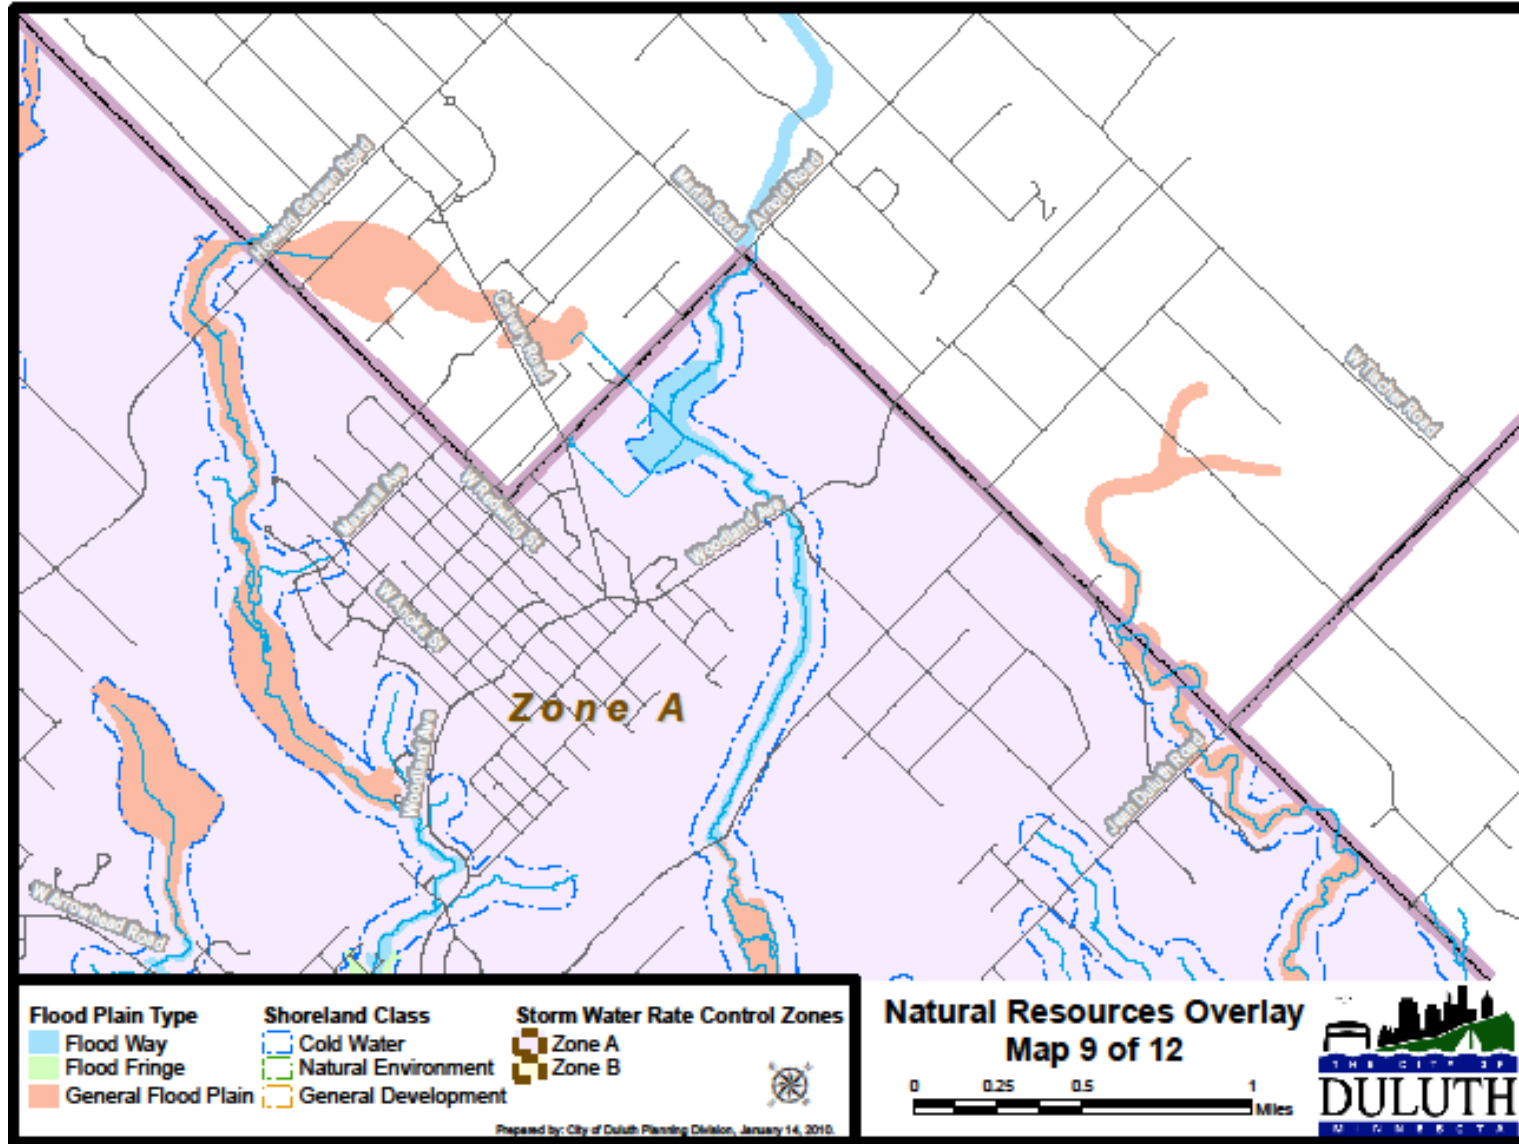 Howard Gnesen Road
Martin Road
Arnold Road
Calvary Road
W Tischer Road
Maxwell Ave
W Redwing St
Woodland Ave
W Anoka St
Zone A
Woodland Ave
Jean Duluth Road
W Arrowhead Road
Flood Plain Type
Flood Way
Flood Fringe
General Flood Plain
Shoreland Class
Cold Water
Natural Environment
General Development
Storm Water Rate Control Zones
Zone A
Zone B
Prepared by: City of Duluth Planning Division, January 14, 2010.
Natural Resources Overlay
Map 9 of 12
0 0.25 0.5 1
Miles
THE CITY OF
DULUTH
MINNESOTA